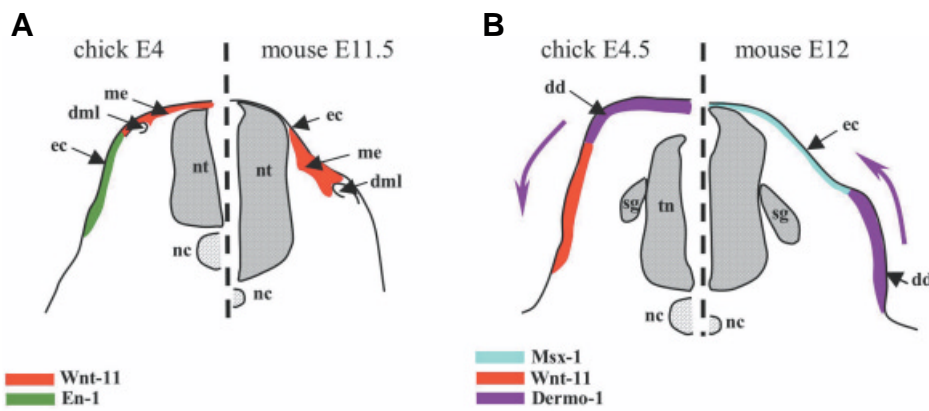 A
chick E4
mouse E11.5
me
dml
ec
ec
nt
nt
me
dml
nc
nc
Wnt-11
En-1
B
chick E4.5
mouse E12
dd
ec
sg
tn
sg
dd
nc
nc
Msx-1
Wnt-11
Dermo-1